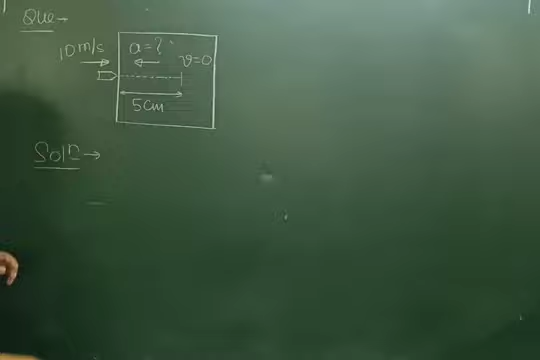 Que→
10m/s
a=?
v=0
5cm
Soln→